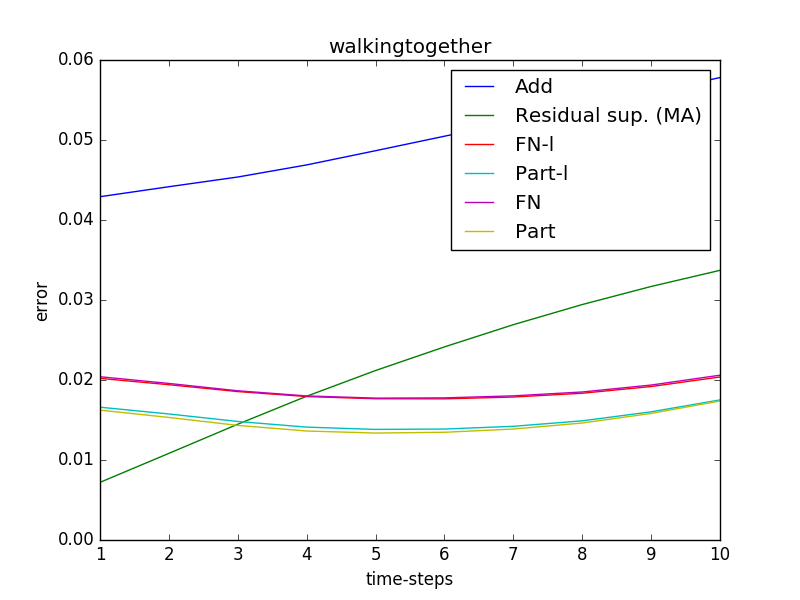 walkingtogether
0.06
0.05
0.04
0.03
0.02
0.01
0.00
error
Add
Residual sup. (MA)
FN-l
Part-l
FN
Part
1 2 3 4 5 6 7 8 9 10
time-steps